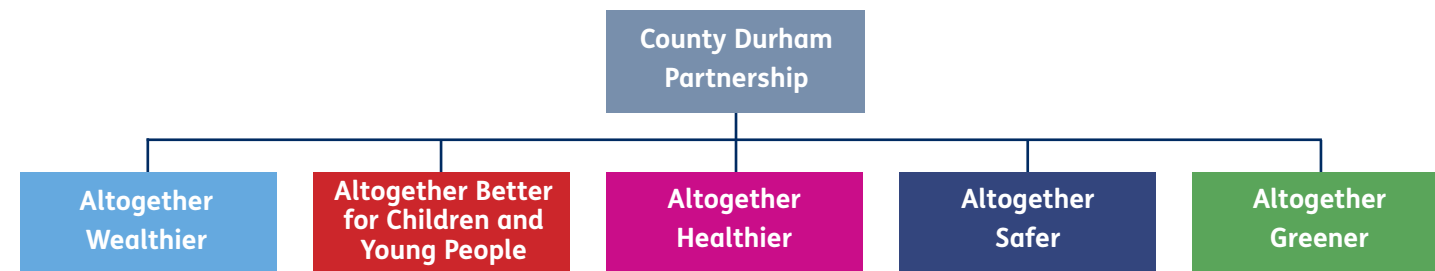 County Durham
Partnership
Altogether
Wealthier
Altogether Better
for Children and
Young People
Altogether
Healthier
Altogether
Safer
Altogether
Greener